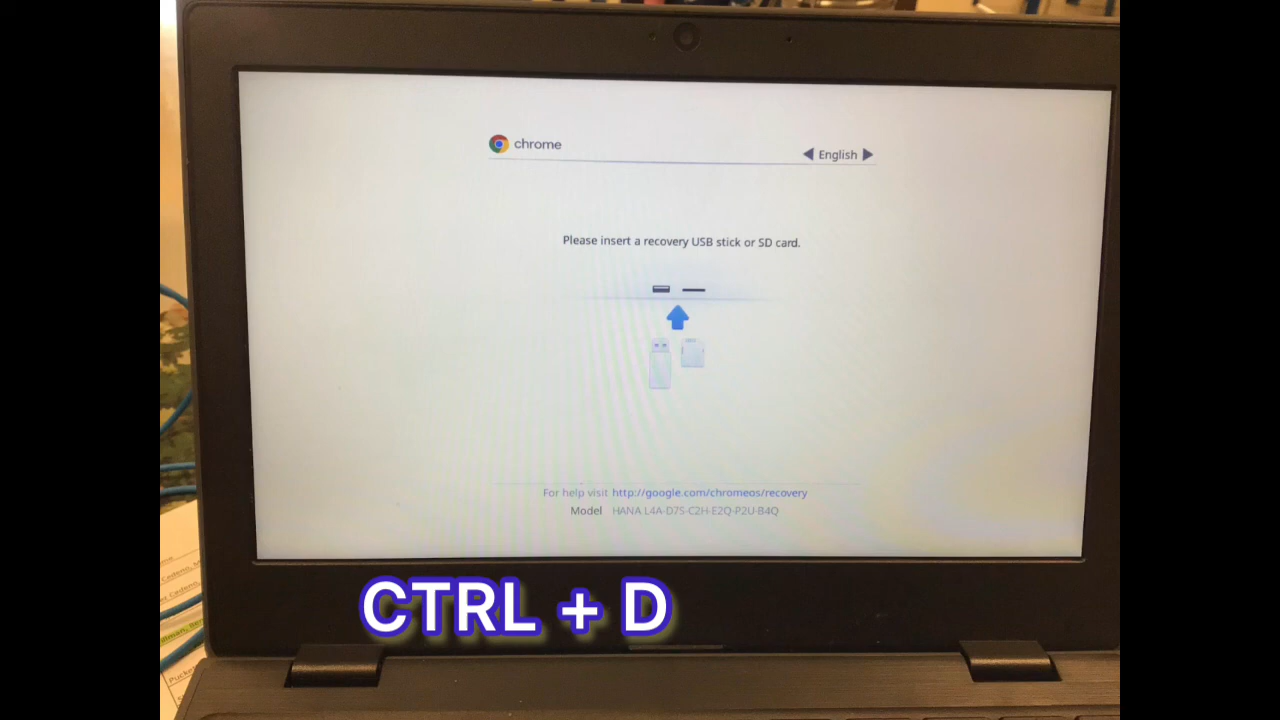 chrome
English
Please insert a recovery USB stick or SD card.
For help visit http://google.com/chromeos/recovery
Model HANA L4A-D7S-C2H-E2Q-P2U-B4Q
CTRL + D